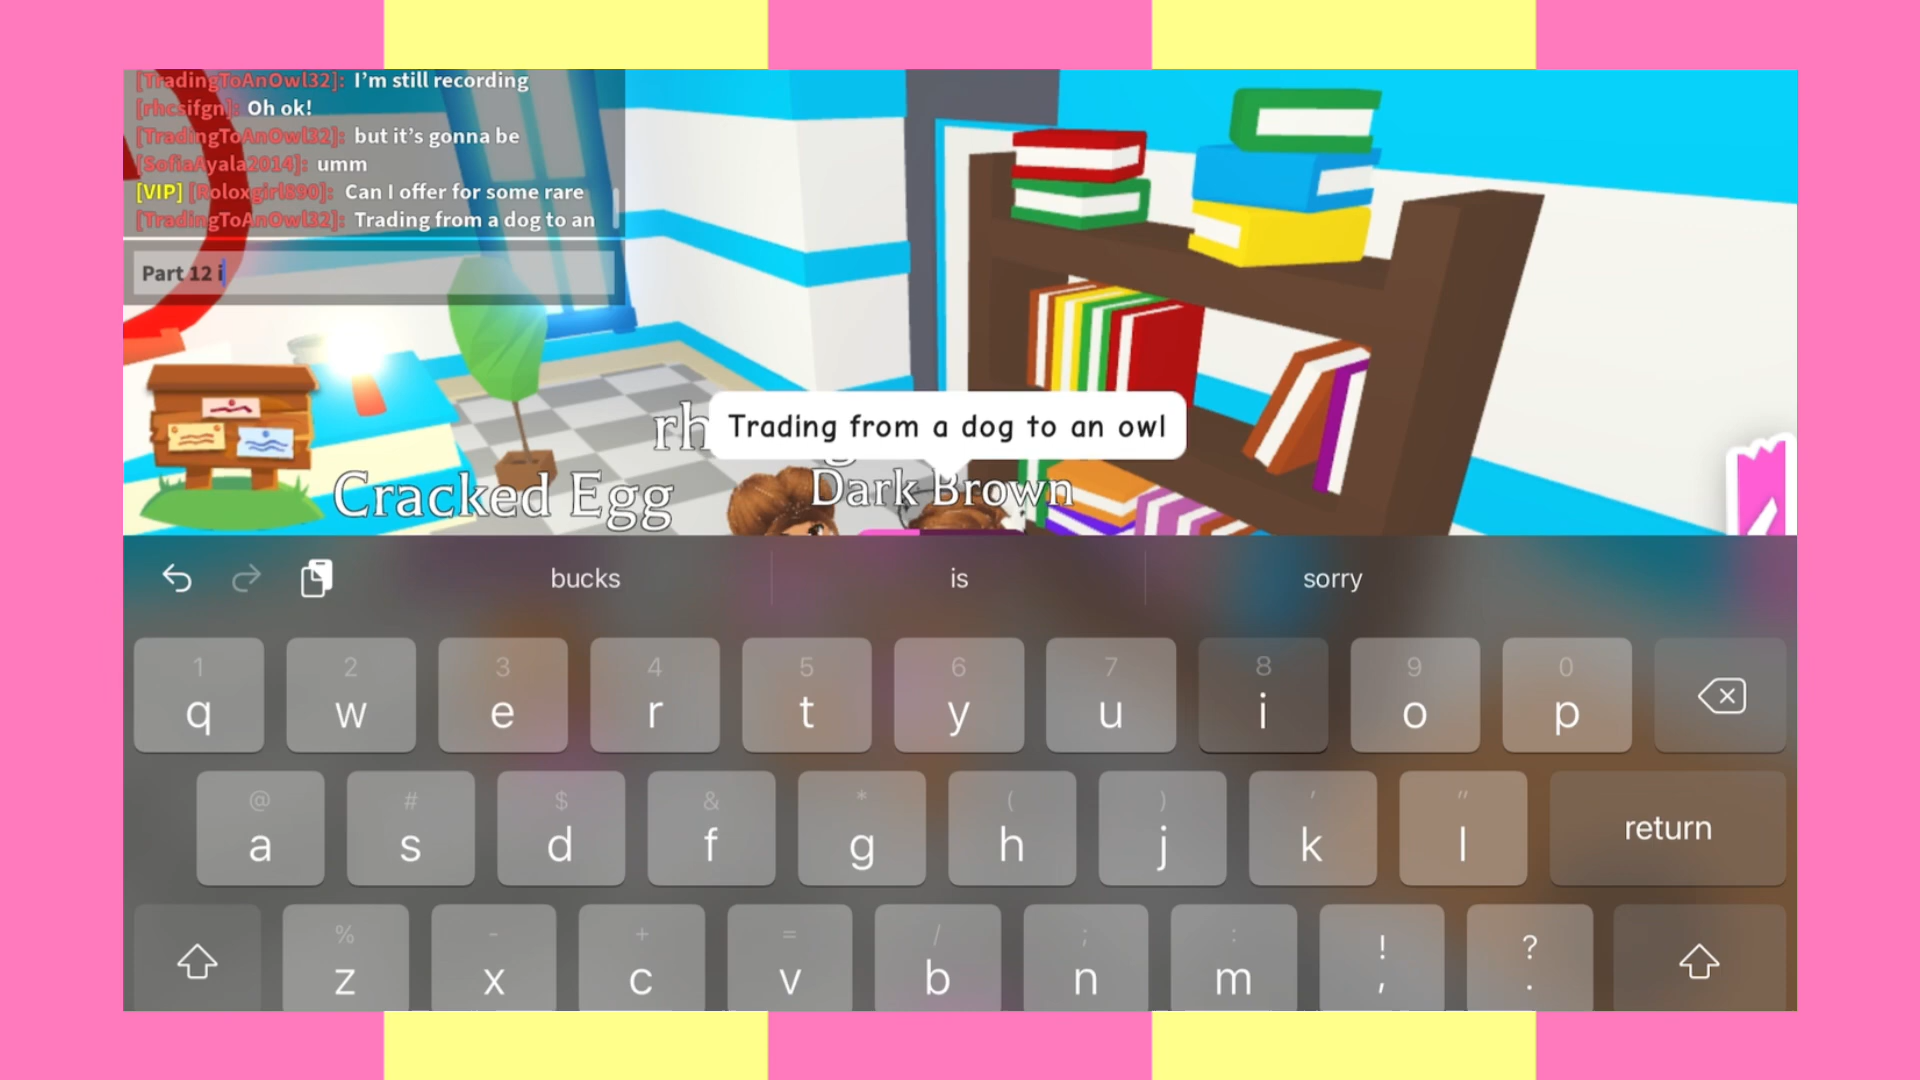 [TradingToAnOwl32]: I'm still recording
[rhcsifgn]: Oh ok!
[TradingToAnOwl32]: but it's gonna be
[SofiaAyala2014]: umm
[VIP] [Roloxgirl890]: Can I offer for some rare
[TradingToAnOwl32]: Trading from a dog to an
Part 12 i
rh
Trading from a dog to an owl
Cracked Egg
Dark Brown
bucks is sorry
1 2 3 4 5 6 7 8 9 0
q w e r t y u i o p
@ # $ & * ( ) ' "
a s d f g h j k l return
% - + = / ; : ! ?
z x c v b n m , .